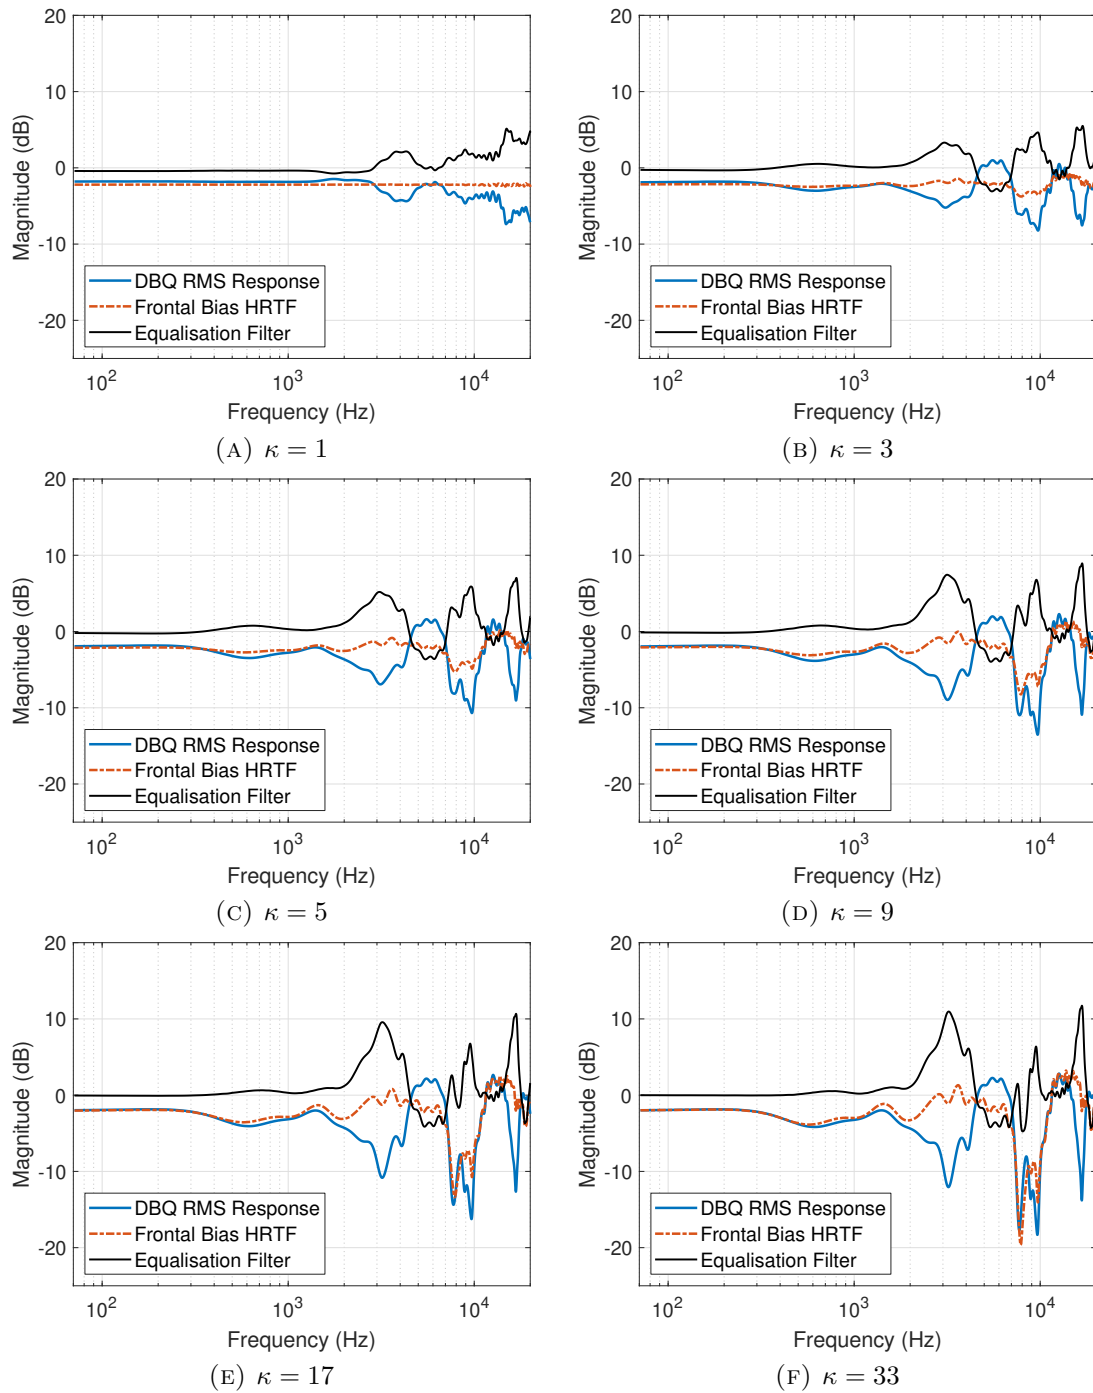 20
10
0
-10
-20
Magnitude (dB)
DBQ RMS Response
Frontal Bias HRTF
Equalisation Filter
10^2
10^3
10^4
Frequency (Hz)
(A) κ = 1
20
10
0
-10
-20
Magnitude (dB)
DBQ RMS Response
Frontal Bias HRTF
Equalisation Filter
10^2
10^3
10^4
Frequency (Hz)
(B) κ = 3
20
10
0
-10
-20
Magnitude (dB)
DBQ RMS Response
Frontal Bias HRTF
Equalisation Filter
10^2
10^3
10^4
Frequency (Hz)
(C) κ = 5
20
10
0
-10
-20
Magnitude (dB)
DBQ RMS Response
Frontal Bias HRTF
Equalisation Filter
10^2
10^3
10^4
Frequency (Hz)
(D) κ = 9
20
10
0
-10
-20
Magnitude (dB)
DBQ RMS Response
Frontal Bias HRTF
Equalisation Filter
10^2
10^3
10^4
Frequency (Hz)
(E) κ = 17
20
10
0
-10
-20
Magnitude (dB)
DBQ RMS Response
Frontal Bias HRTF
Equalisation Filter
10^2
10^3
10^4
Frequency (Hz)
(F) κ = 33